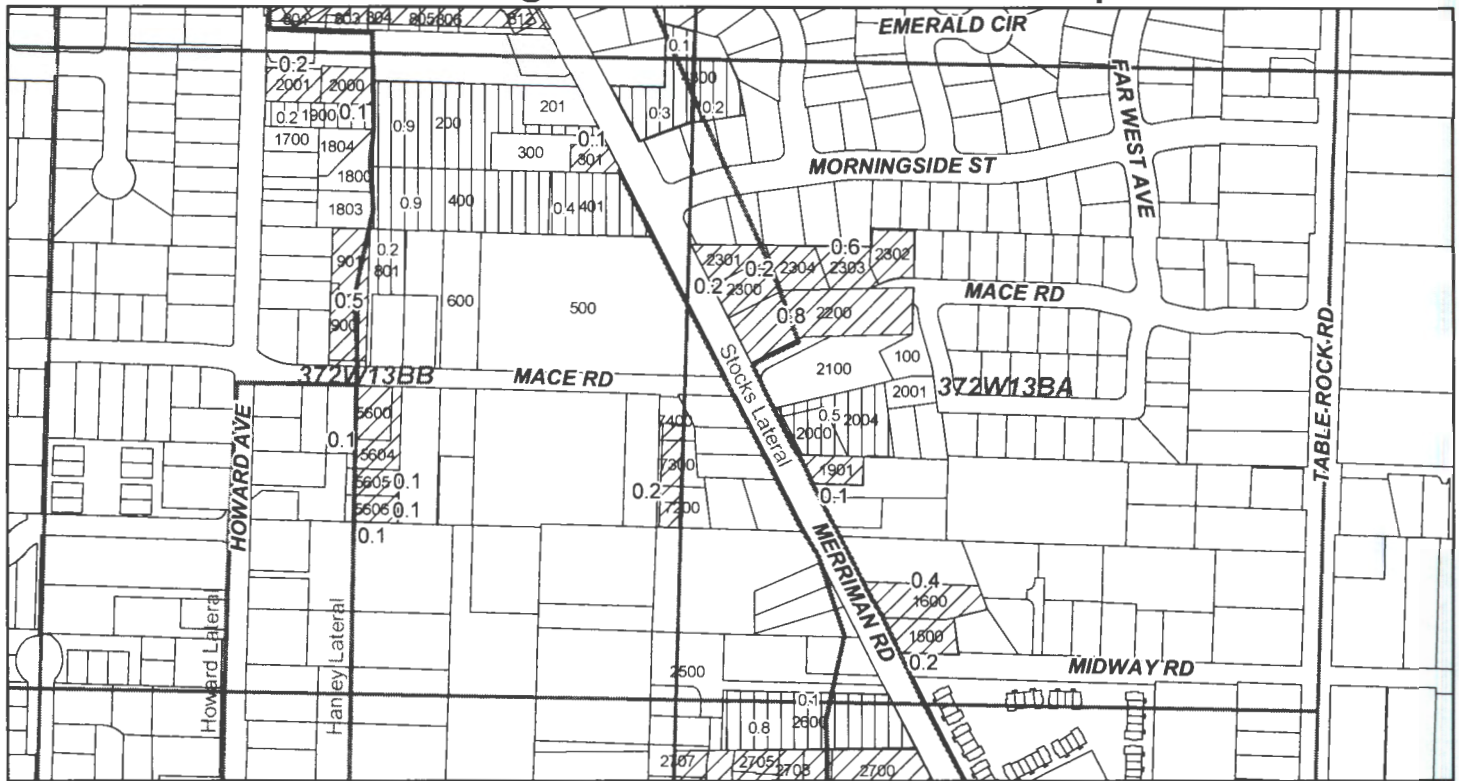 801 803 804 805 806 812
EMERALD CIR
0.1
0.2
300
2001 2000
0.3 0.2
FAR WEST AVE
0.2 1900 0.1
0.9 200 201
1700 1804
300 0.1 301
MORNINGSIDE ST
1800
1803
0.9 400 0.4 401
901 0.2 801
0.6
2301 0.2 2304 2303 2302
0.2 2300
MACE RD
0.5 600 500
900
0.8 2200
TABLE ROCK RD
Stocks Lateral
2100 100
372W13BB MACE RD
2001 372W13BA
HOWARD AVE
5600
0.1
7400
0.5 2004
2000
5604
7300
1901
5605 0.1
0.2
0.1
5606 0.1
7200
0.1
MERRIMAN RD
0.4
1600
1500
0.2
MIDWAY RD
Howard Lateral
Haney Lateral
2500
0.1
0.8 2600
2707 2705 2703 2700